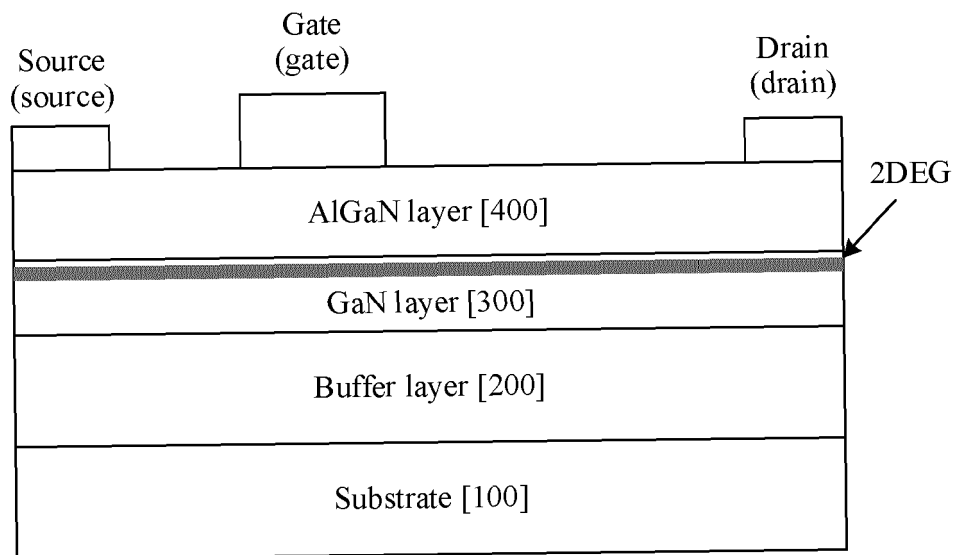 Source
(source)
Gate
(gate)
Drain
(drain)
2DEG
AlGaN layer [400]
GaN layer [300]
Buffer layer [200]
Substrate [100]